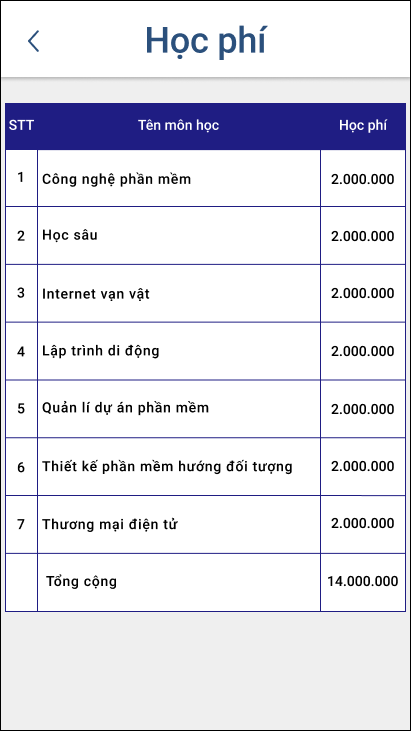 Học phí
STT Tên môn học Học phí
1 Công nghệ phần mềm 2.000.000
2 Học sâu 2.000.000
3 Internet vạn vật 2.000.000
4 Lập trình di động 2.000.000
5 Quản lí dự án phần mềm 2.000.000
6 Thiết kế phần mềm hướng đối tượng 2.000.000
7 Thương mại điện tử 2.000.000
Tổng cộng 14.000.000